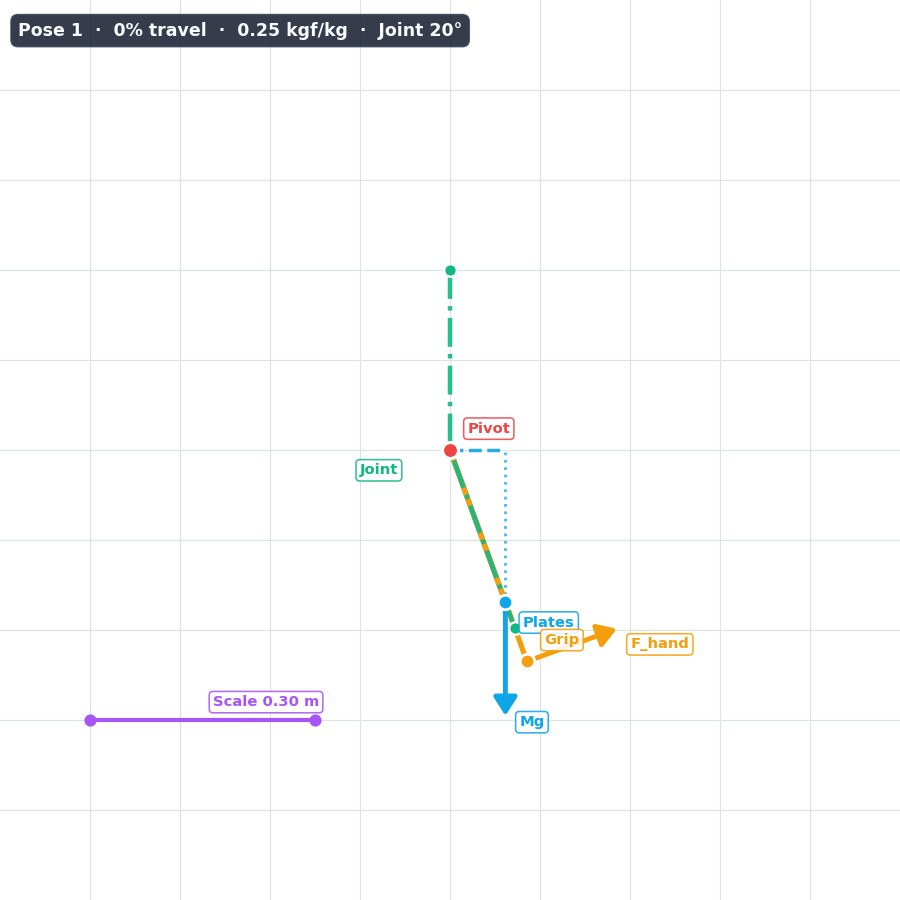 Pose 1 · 0% travel · 0.25 kgf/kg · Joint 20°
Pivot
Joint
Plates
Grip
F_hand
Scale 0.30 m
Mg